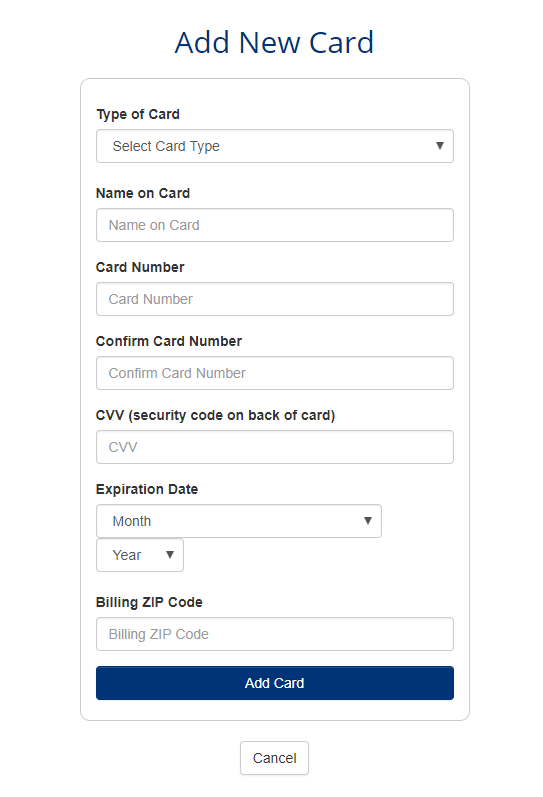 Add New Card
Type of Card
Select Card Type
Name on Card
Name on Card
Card Number
Card Number
Confirm Card Number
Confirm Card Number
CVV (security code on back of card)
CVV
Expiration Date
Month
Year
Billing ZIP Code
Billing ZIP Code
Add Card
Cancel